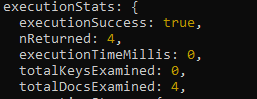 executionStats: {
executionSuccess: true,
nReturned: 4,
executionTimeMillis: 0,
totalKeysExamined: 0,
totalDocsExamined: 4,